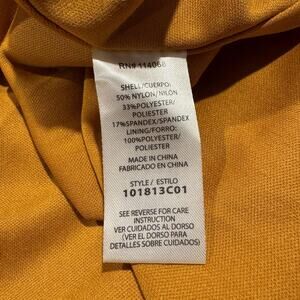 RN# 114068
SHELL/CUERPO:
50% NYLON/NILÓN
33%POLYESTER/
POLIESTER
17%SPANDEX/SPANDEX
LINING/FORRO:
100%POLYESTER/
POLIESTER
MADE IN CHINA
FABRICADO EN CHINA
STYLE / ESTILO
101813C01
SEE REVERSE FOR CARE
INSTRUCTION
VER CUIDADOS AL DORSO
(VER EL DORSO PARA
DETALLES SOBRE CUIDADOS)